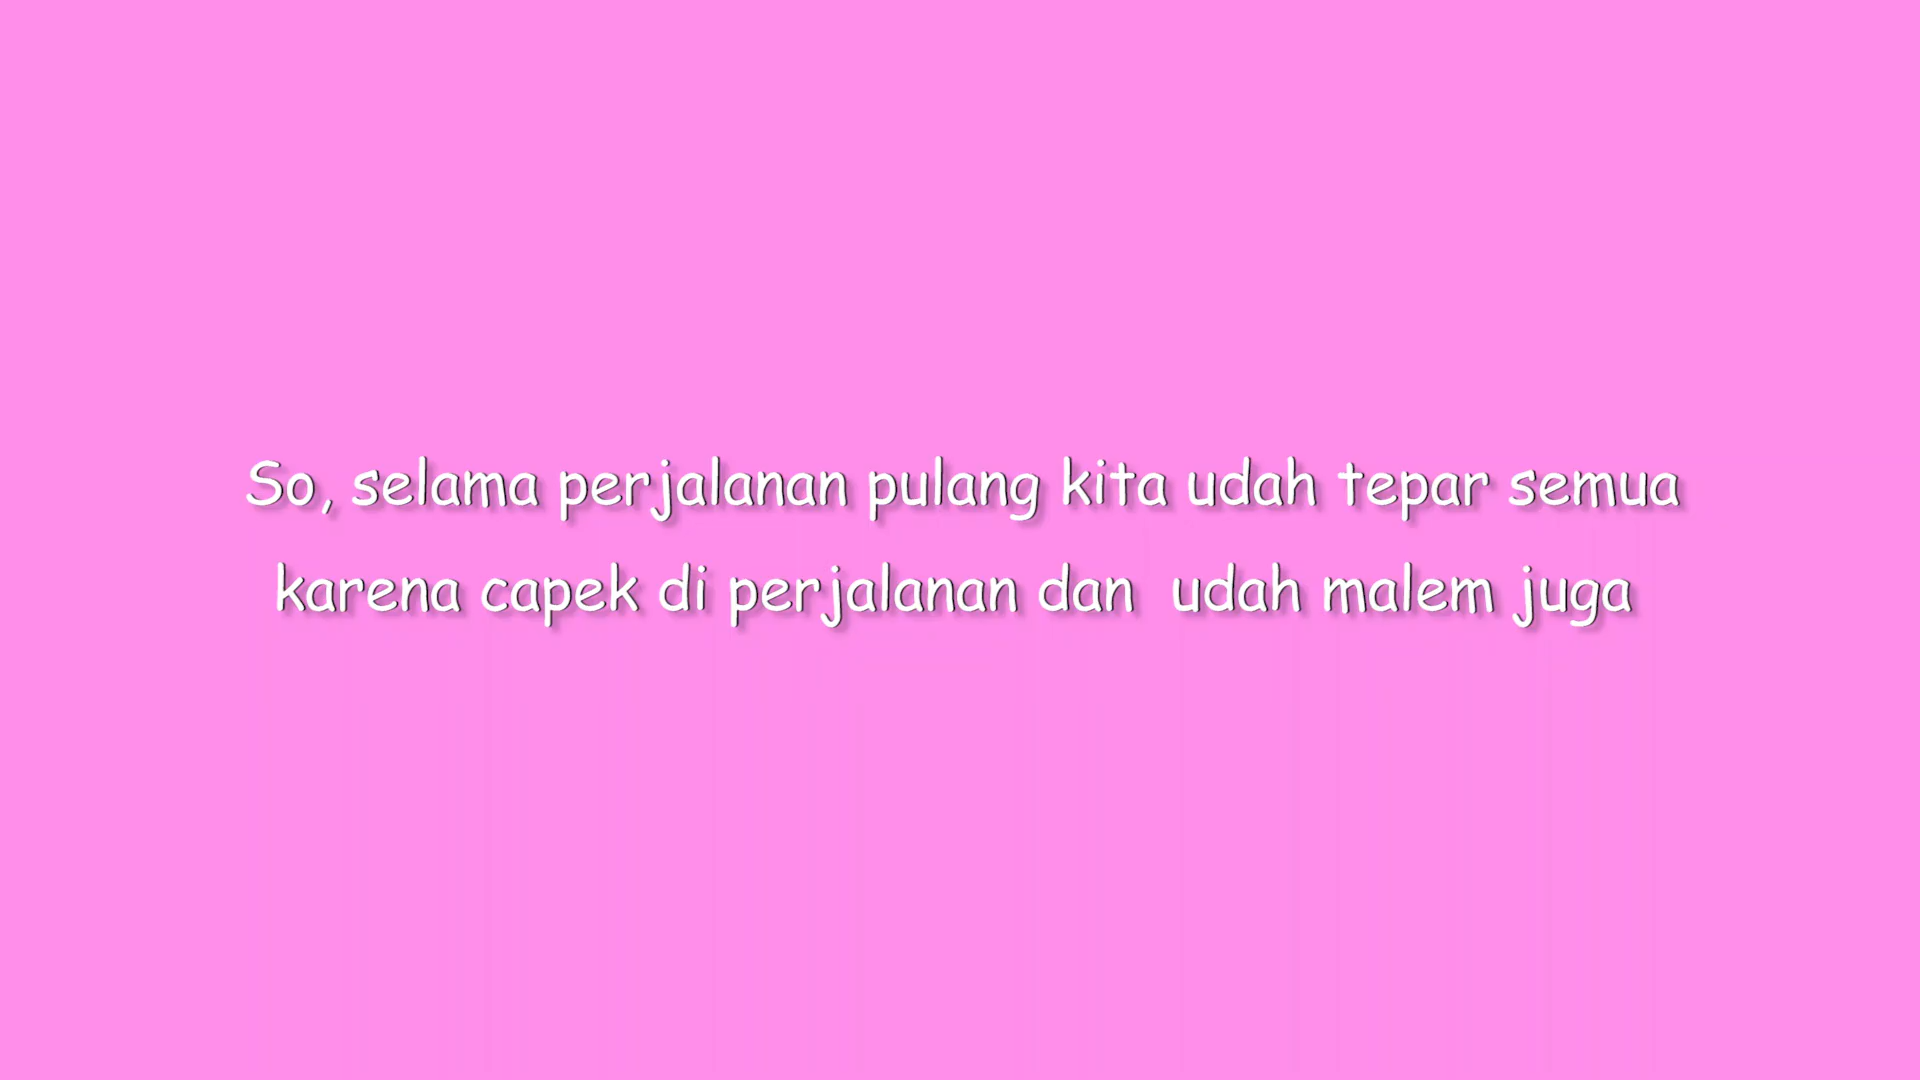 So, selama perjalanan pulang kita udah tepar semua
karena capek di perjalanan dan  udah malem juga